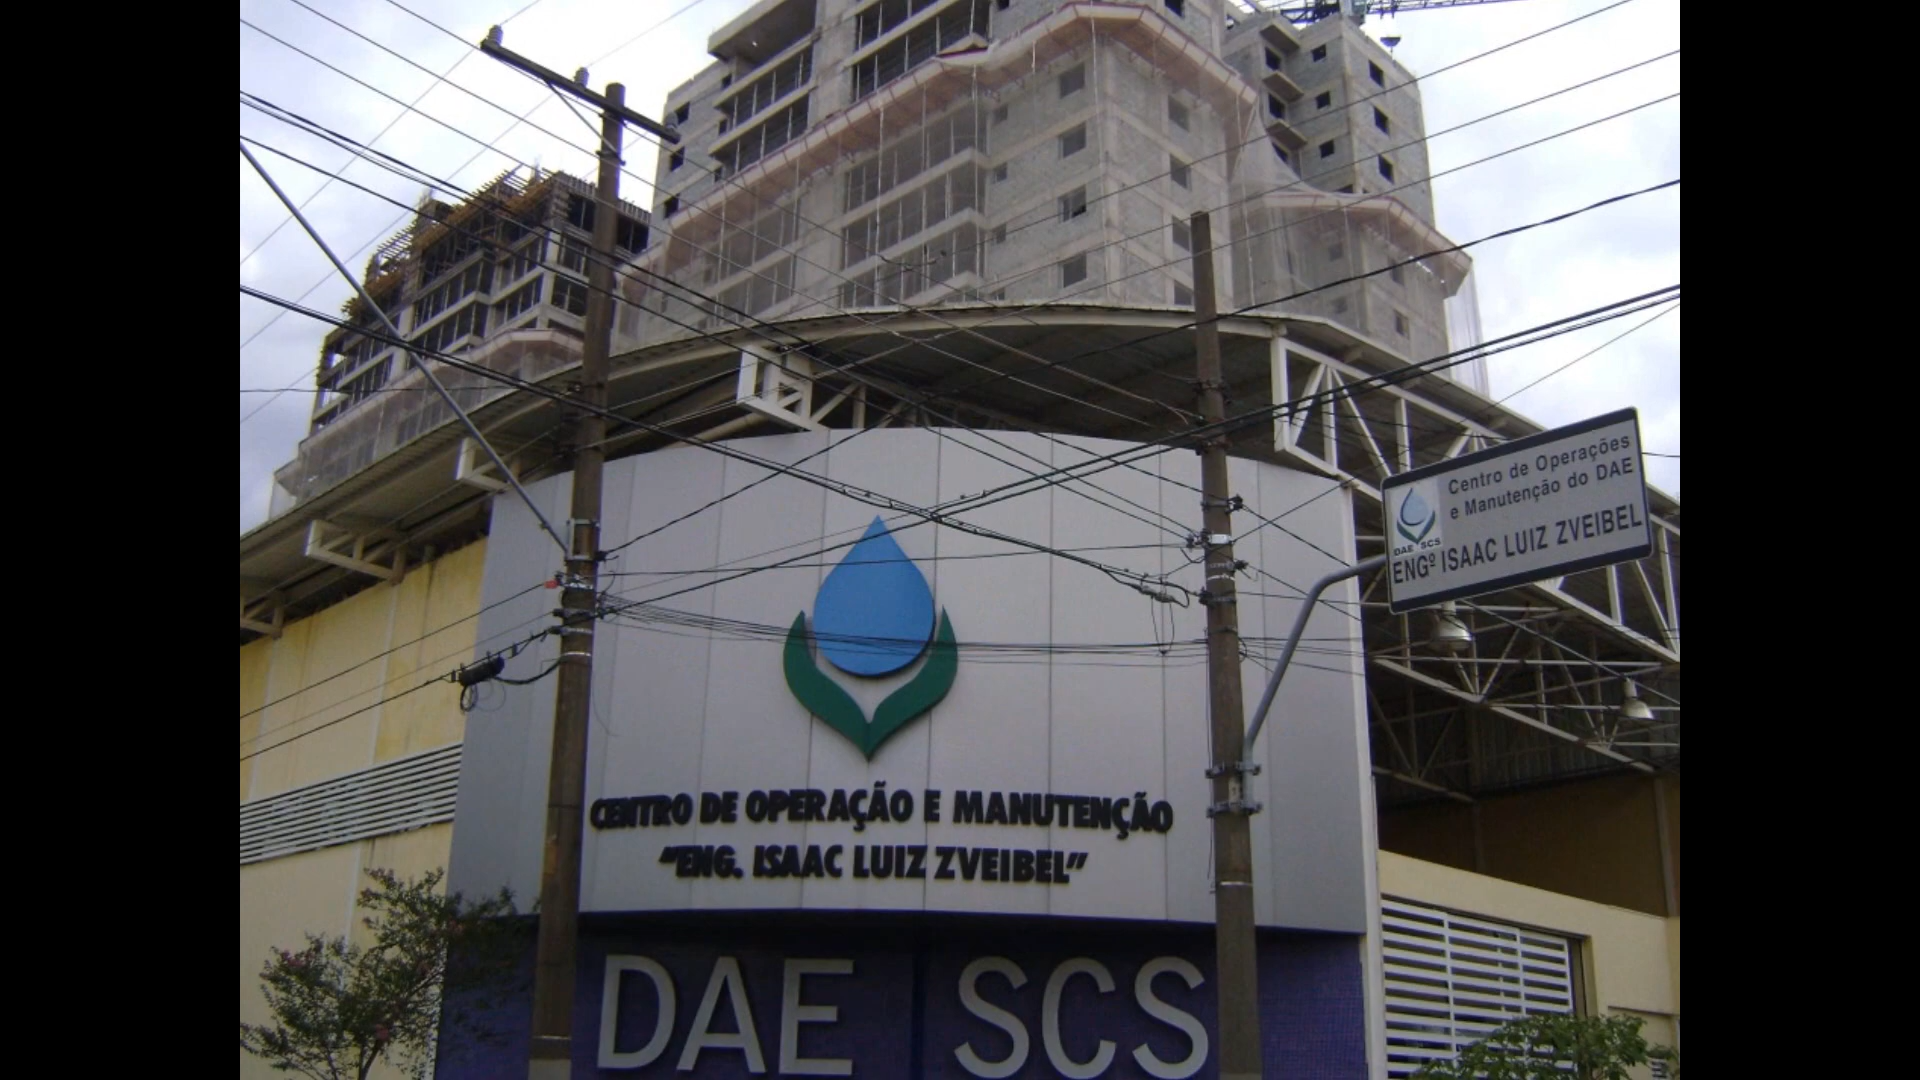 Centro de Operações
e Manutenção do DAE
DAE SCS
ENGº ISAAC LUIZ ZVEIBEL
CENTRO DE OPERAÇÃO E MANUTENÇÃO
"ENG. ISAAC LUIZ ZVEIBEL"
DAE SCS